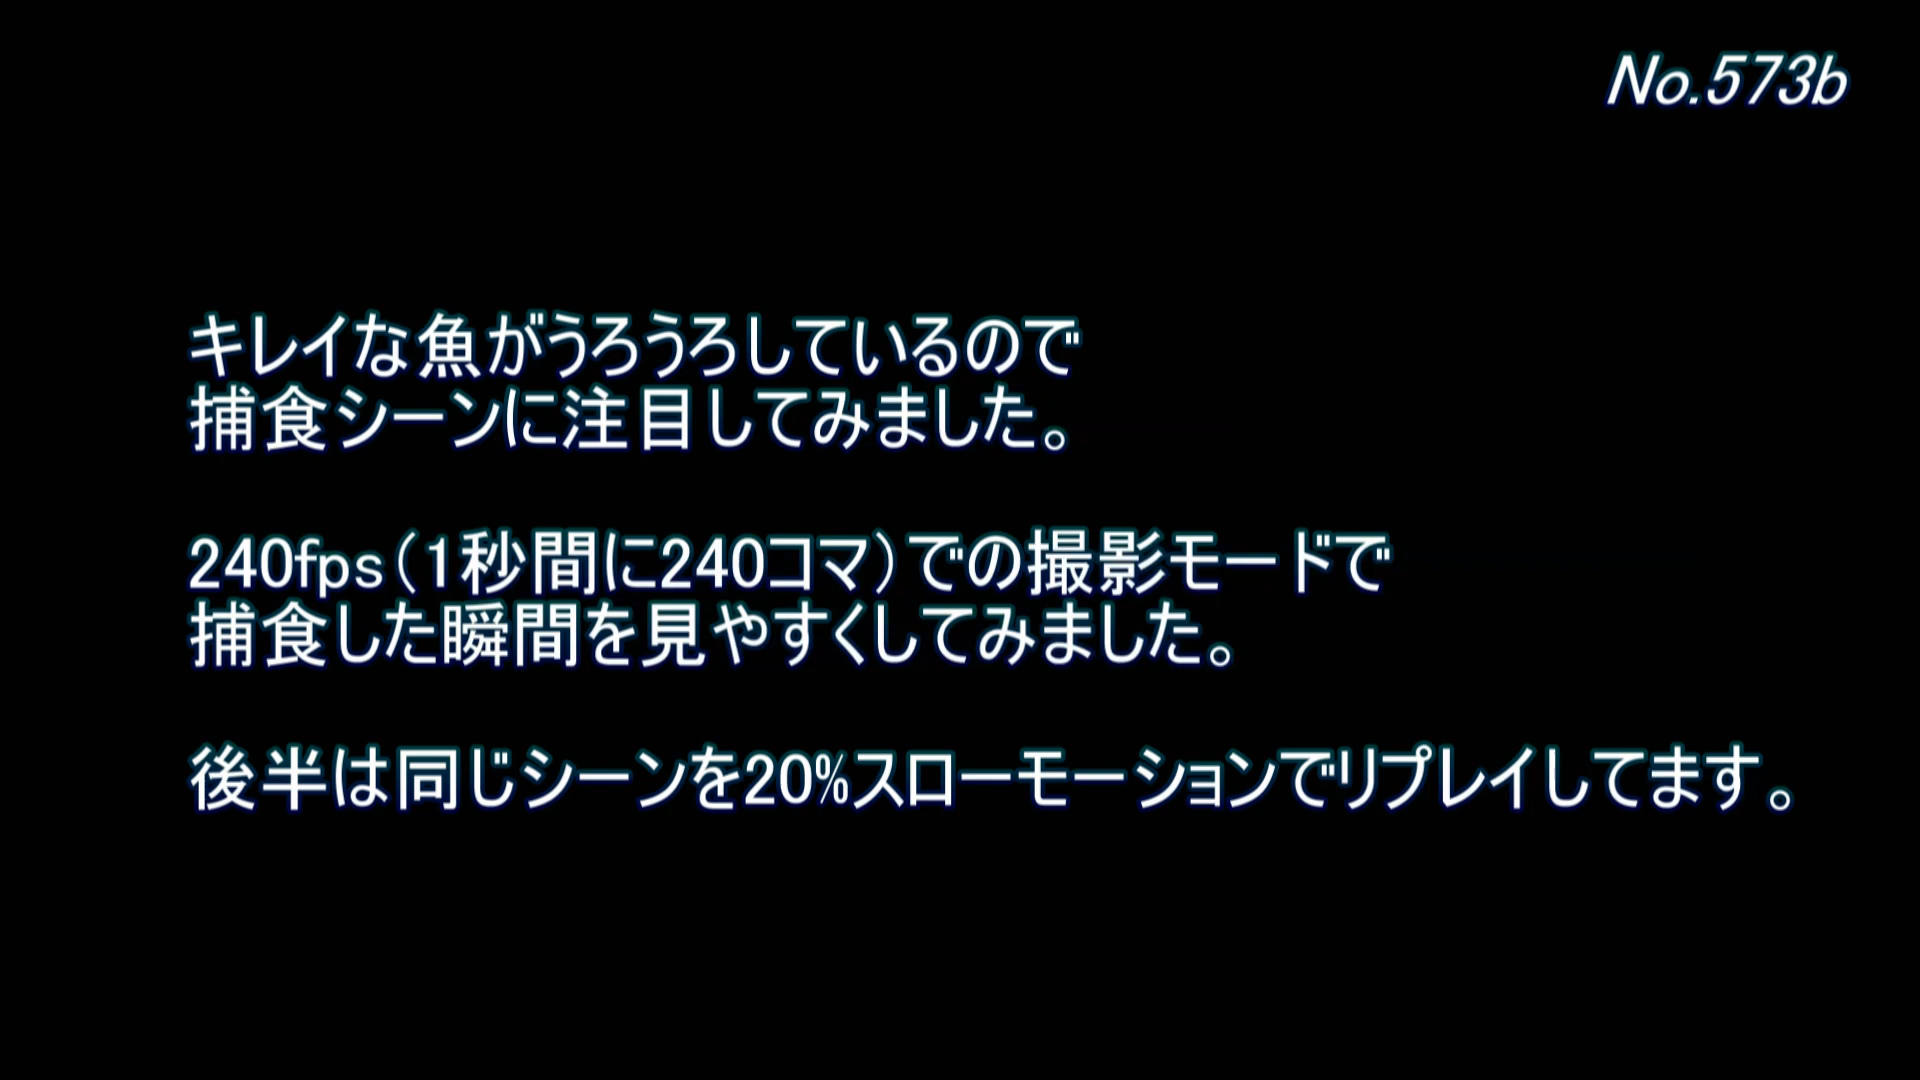 No.573b
キレイな魚がうろうろしているので
捕食シーンに注目してみました。
240fps（1秒間に240コマ）での撮影モードで
捕食した瞬間を見やすくしてみました。
後半は同じシーンを20%スローモーションでリプレイしてます。